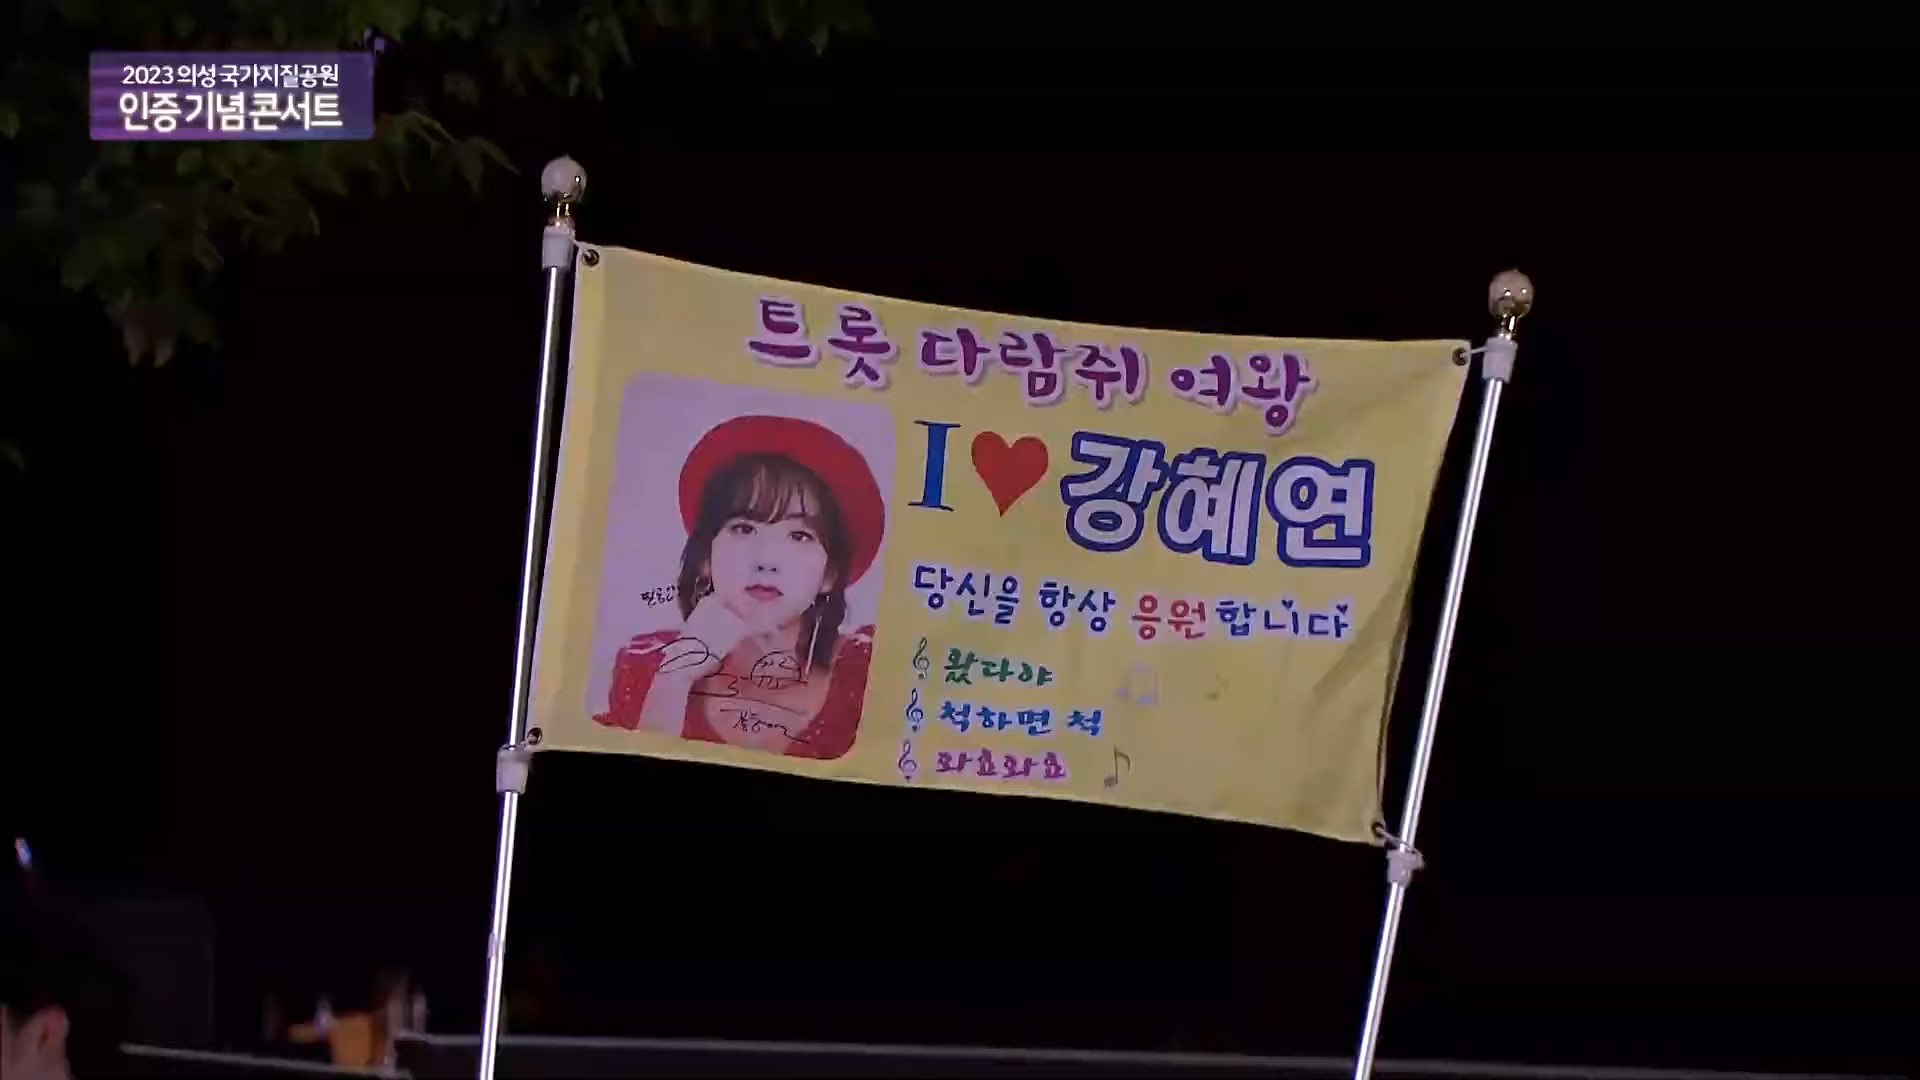 2023 의성 국가지질공원
인증 기념 콘서트
트롯 다람쥐 여왕
I ♥ 강혜연
당신을 항상 응원합니다
왔다야
척하면 척
화요화요